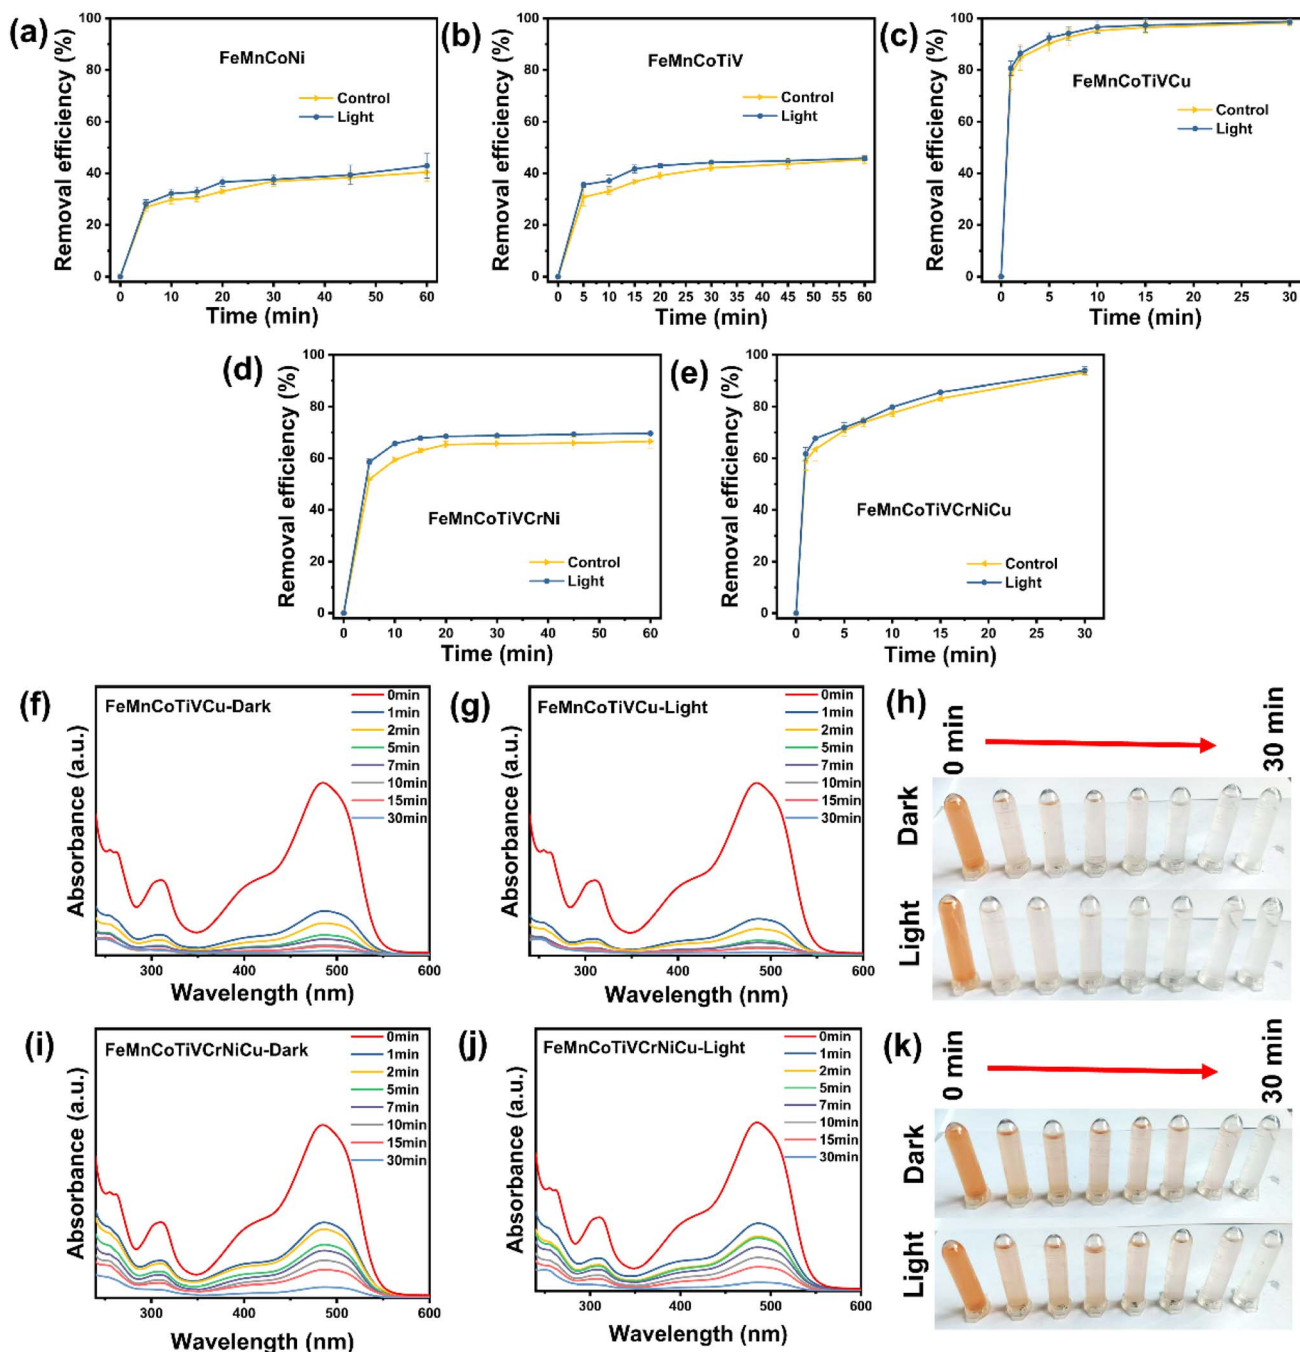 (a)
Removal efficiency (%)
100
80
60
40
20
0
FeMnCoNi
Control
Light
0 10 20 30 40 50 60
Time (min)
(b)
Removal efficiency (%)
100
80
60
40
20
0
FeMnCoTiV
Control
Light
0 5 10 15 20 25 30 35 40 45 50 55 60
Time (min)
(c)
Removal efficiency (%)
100
80
60
40
20
0
FeMnCoTiVCu
Control
Light
0 5 10 15 20 25 30
Time (min)
(d)
Removal efficiency (%)
100
80
60
40
20
0
FeMnCoTiVCrNi
Control
Light
0 10 20 30 40 50 60
Time (min)
(e)
Removal efficiency (%)
100
80
60
40
20
0
FeMnCoTiVCrNiCu
Control
Light
0 5 10 15 20 25 30
Time (min)
(f)
Absorbance (a.u.)
FeMnCoTiVCu-Dark
0min
1min
2min
5min
7min
10min
15min
30min
300 400 500 600
Wavelength (nm)
(g)
Absorbance (a.u.)
FeMnCoTiVCu-Light
0min
1min
2min
5min
7min
10min
15min
30min
300 400 500 600
Wavelength (nm)
(h)
0 min
30 min
Dark
Light
(i)
Absorbance (a.u.)
FeMnCoTiVCrNiCu-Dark
0min
1min
2min
5min
7min
10min
15min
30min
300 400 500 600
Wavelength (nm)
(j)
Absorbance (a.u.)
FeMnCoTiVCrNiCu-Light
0min
1min
2min
5min
7min
10min
15min
30min
300 400 500 600
Wavelength (nm)
(k)
0 min
30 min
Dark
Light